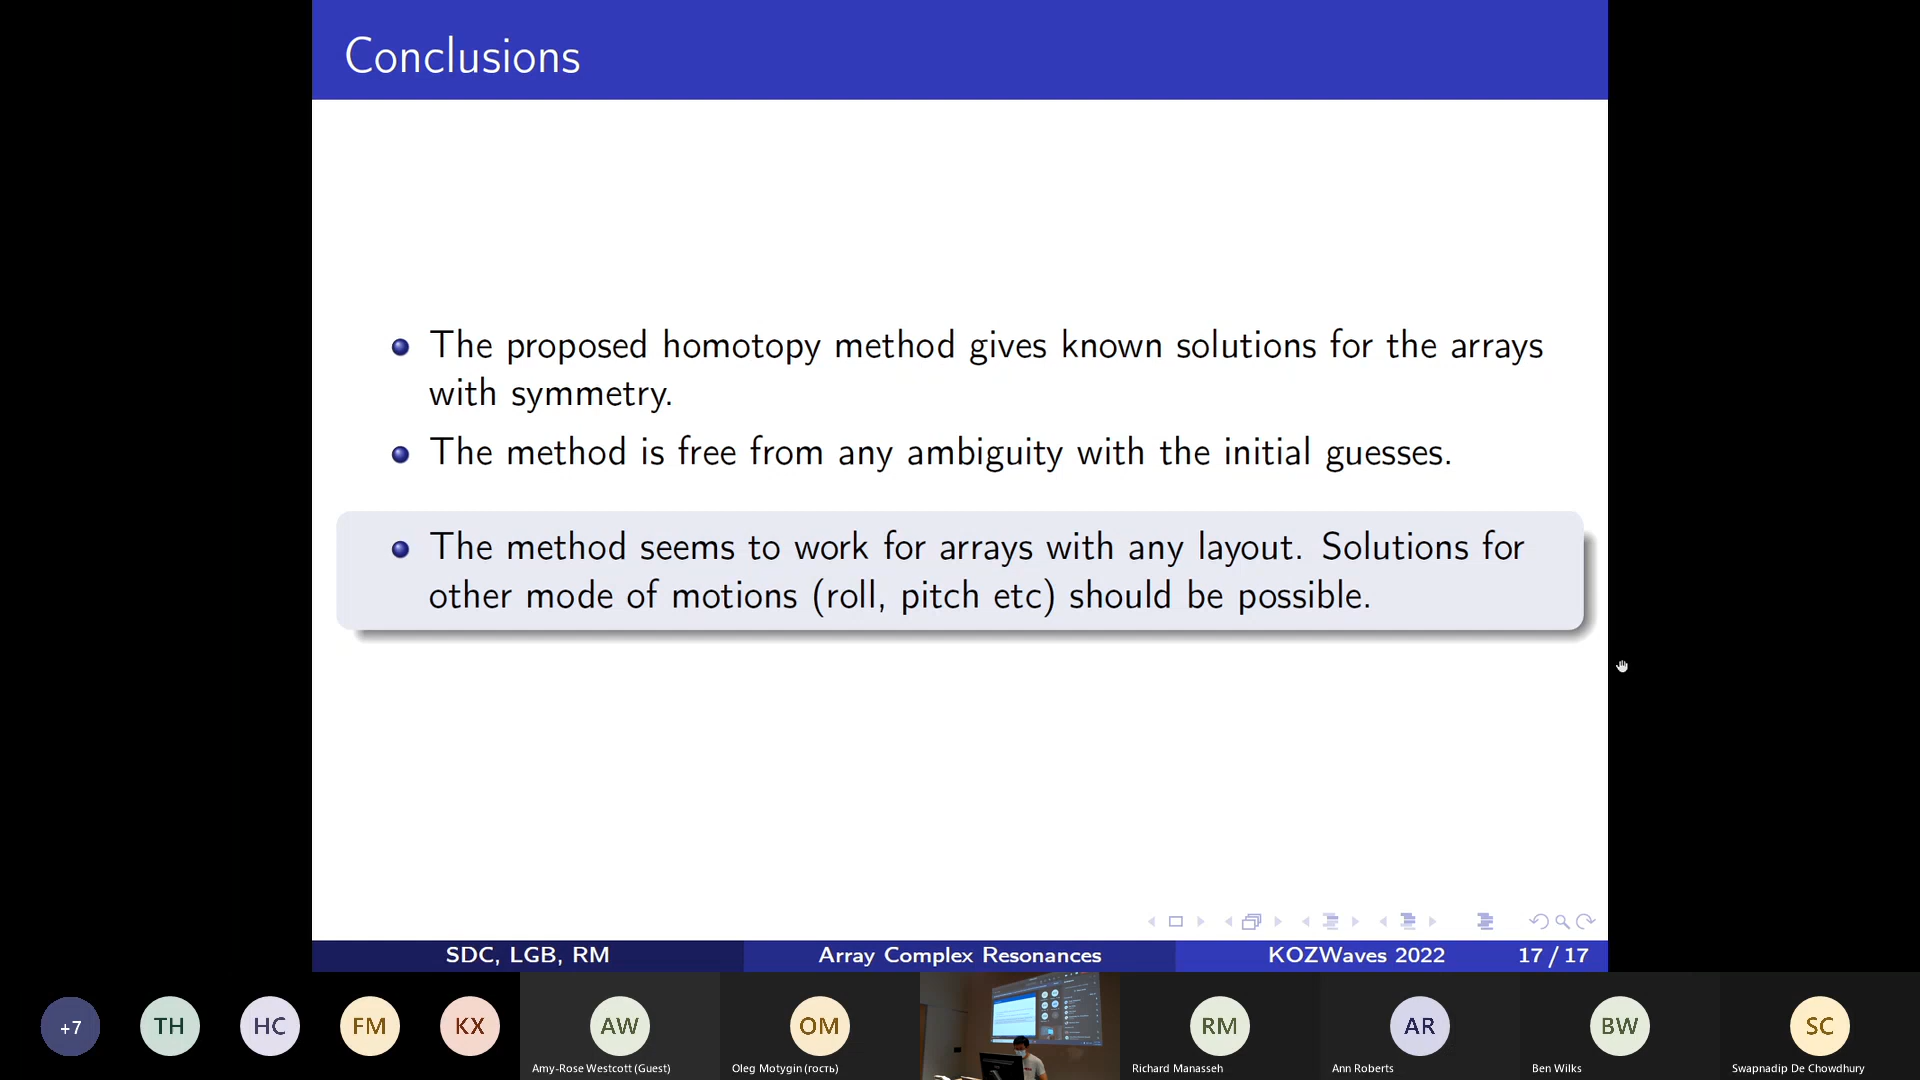 Conclusions
The proposed homotopy method gives known solutions for the arrays
with symmetry.
The method is free from any ambiguity with the initial guesses.
The method seems to work for arrays with any layout. Solutions for
other mode of motions (roll, pitch etc) should be possible.
SDC, LGB, RM
Array Complex Resonances
KOZWaves 2022
17 / 17
+7
TH
HC
FM
KX
AW
OM
RM
AR
BW
SC
Amy-Rose Westcott (Guest)
Oleg Motygin (гость)
Richard Manasseh
Ann Roberts
Ben Wilks
Swapnadip De Chowdhury